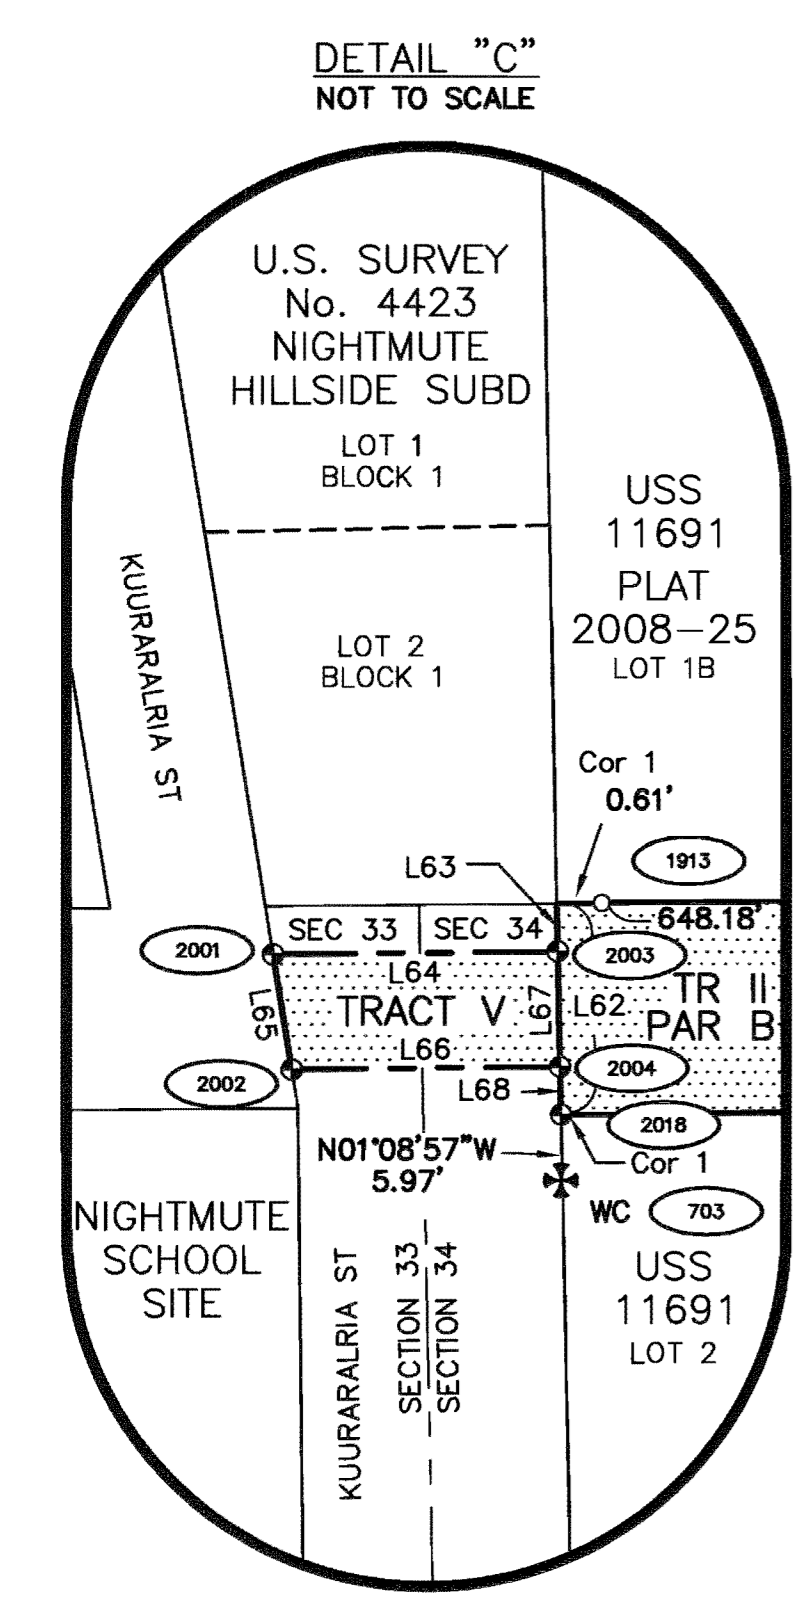 DETAIL "C"
NOT TO SCALE
U.S. SURVEY
No. 4423
NIGHTMUTE
HILLSIDE SUBD
LOT 1
BLOCK 1
USS
11691
PLAT
2008-25
LOT 1B
KUURARALRIA ST
LOT 2
BLOCK 1
Cor 1
0.61'
1913
L63
648.18'
SEC 33
SEC 34
2001
2003
L64
L65
TRACT V
L67
L62
TR II
PAR B
L66
2004
2002
L68
2018
N01°08'57"W
5.97'
Cor 1
WC
703
NIGHTMUTE
SCHOOL
SITE
KUURARALRIA ST
SECTION 33
SECTION 34
USS
11691
LOT 2